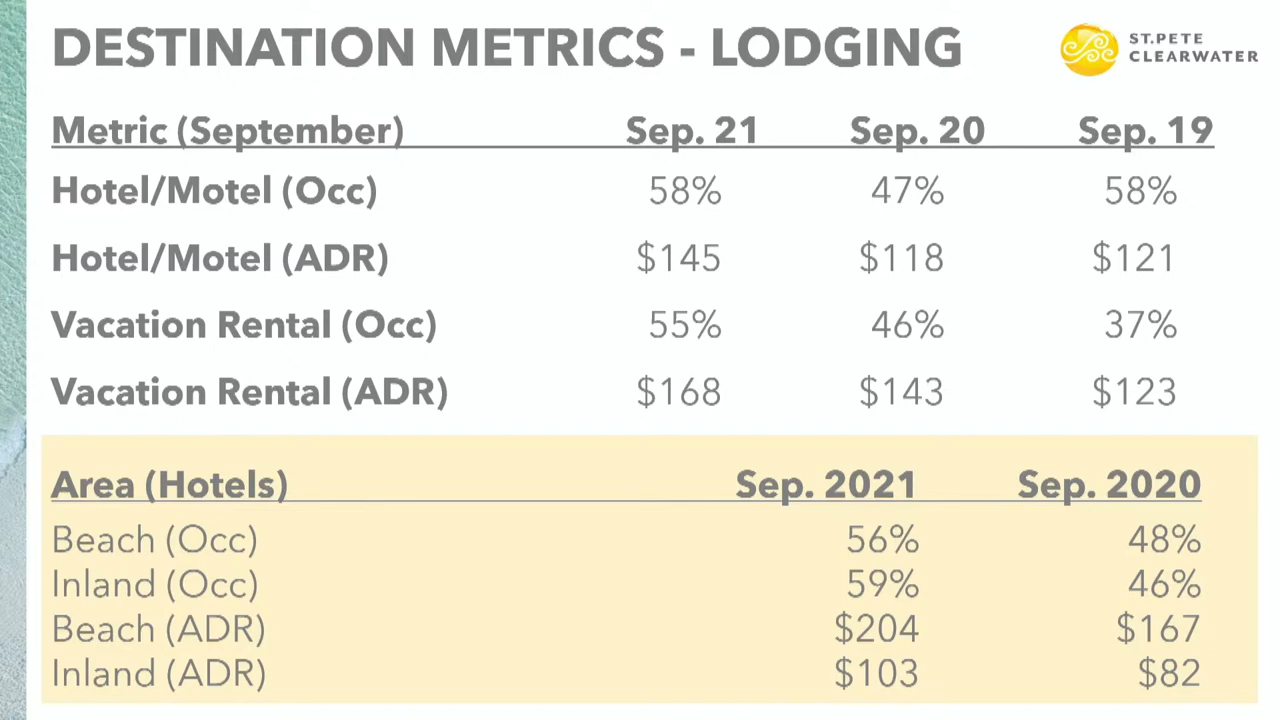 DESTINATION METRICS - LODGING
ST.PETE
CLEARWATER
Metric (September) Sep. 21 Sep. 20 Sep. 19
Hotel/Motel (Occ) 58% 47% 58%
Hotel/Motel (ADR) $145 $118 $121
Vacation Rental (Occ) 55% 46% 37%
Vacation Rental (ADR) $168 $143 $123
Area (Hotels) Sep. 2021 Sep. 2020
Beach (Occ) 56% 48%
Inland (Occ) 59% 46%
Beach (ADR) $204 $167
Inland (ADR) $103 $82